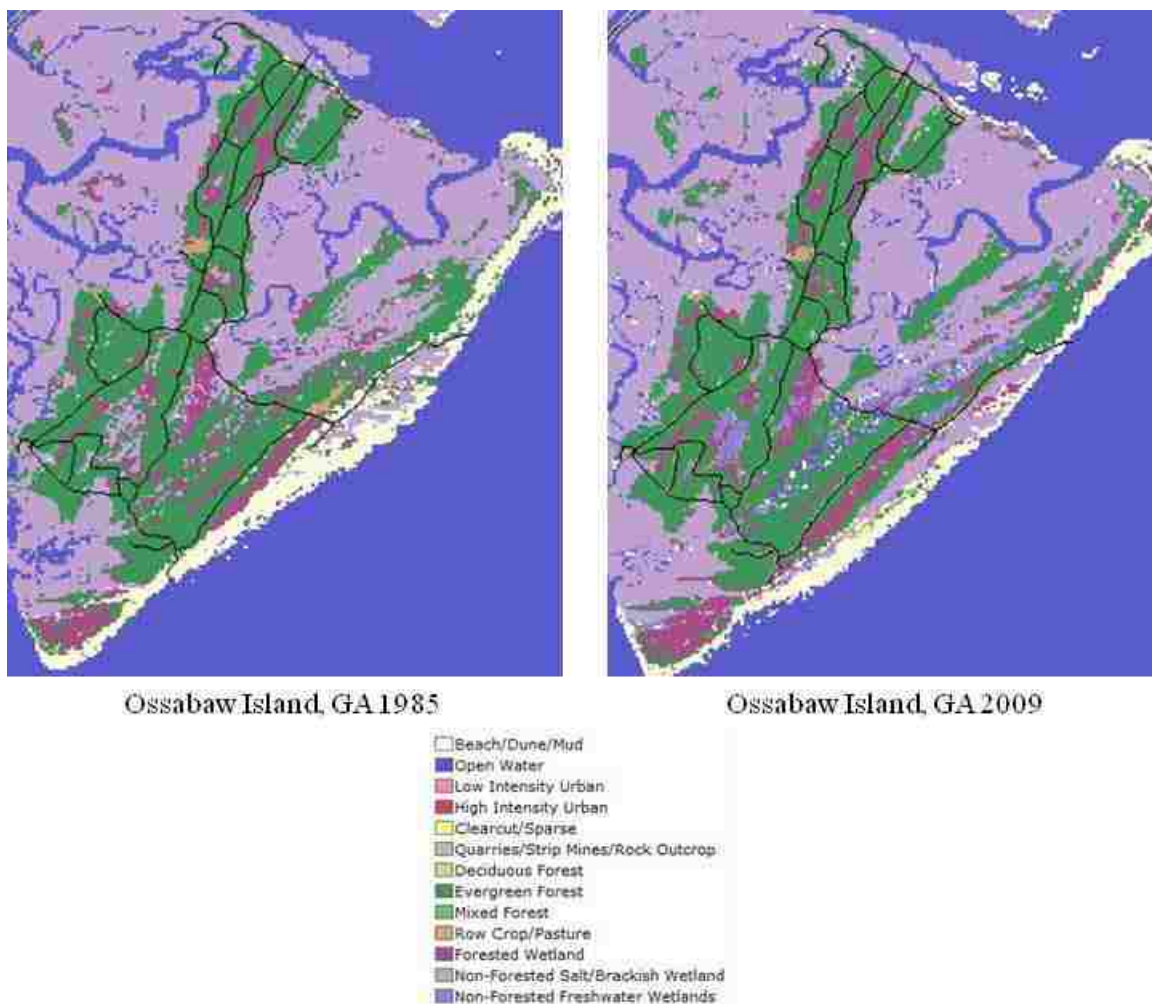 Ossabaw Island, GA 1985
Ossabaw Island, GA 2009
Beach/Dune/Mud
Open Water
Low Intensity Urban
High Intensity Urban
Clearcut/Sparse
Quarries/Strip Mines/Rock Outcrop
Deciduous Forest
Evergreen Forest
Mixed Forest
Row Crop/Pasture
Forested Wetland
Non-Forested Salt/Brackish Wetland
Non-Forested Freshwater Wetlands